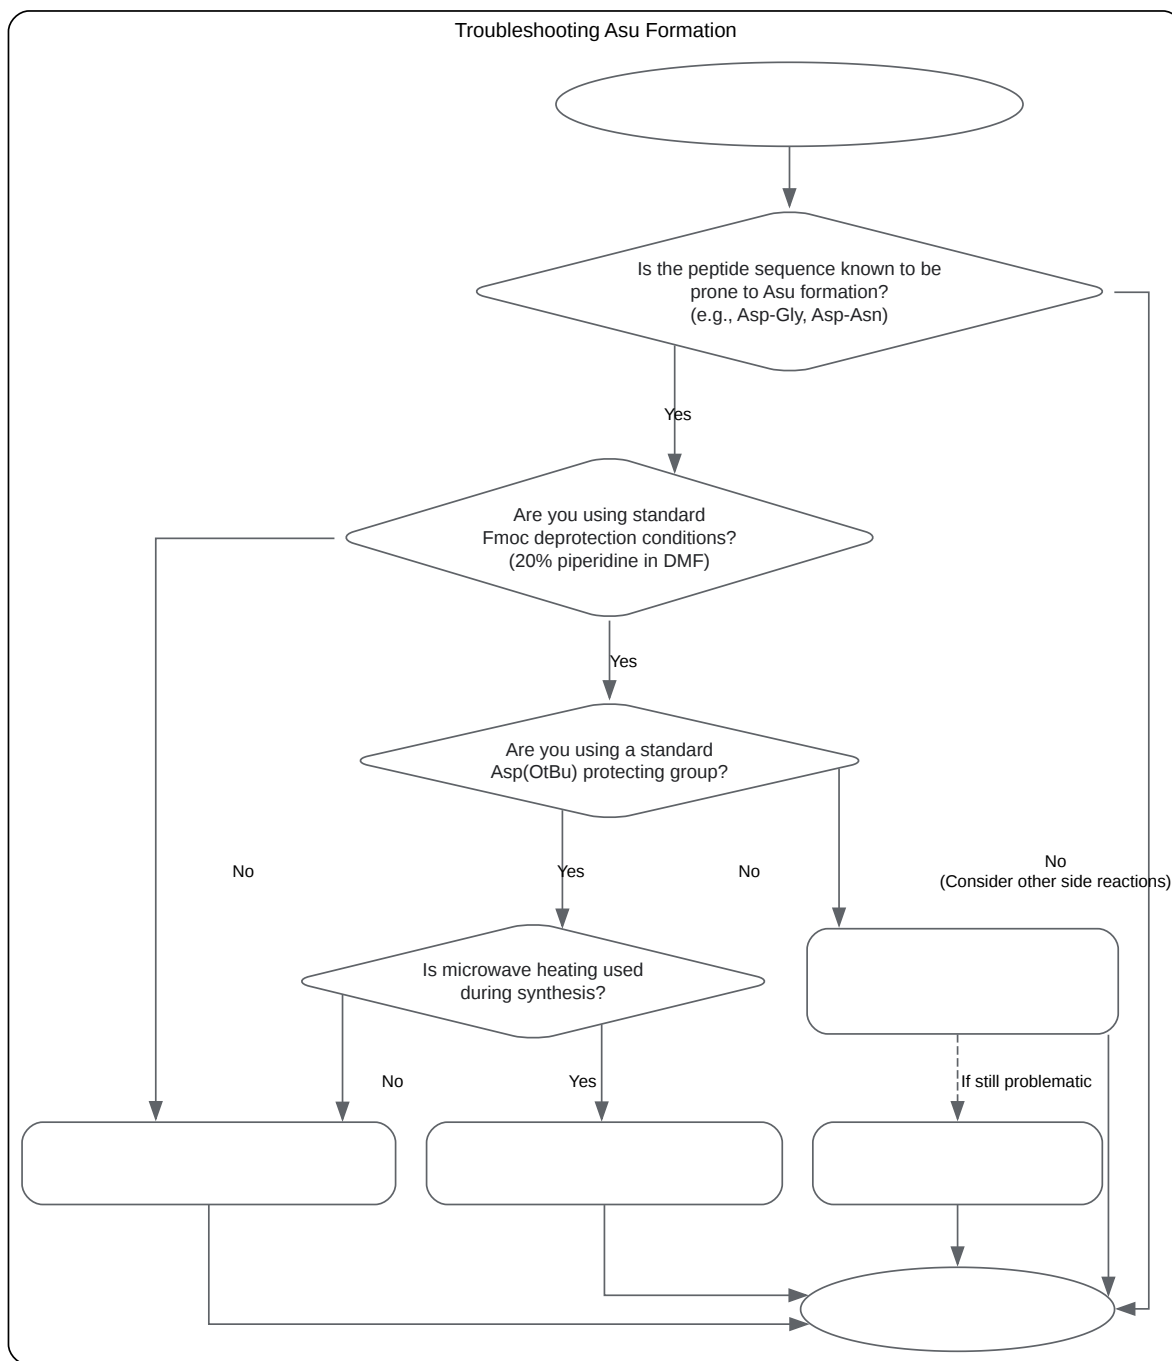 Troubleshooting Asu Formation
Is the peptide sequence known to be
prone to Asu formation?
(e.g., Asp-Gly, Asp-Asn)
Yes
Are you using standard
Fmoc deprotection conditions?
(20% piperidine in DMF)
Yes
Are you using a standard
Asp(OtBu) protecting group?
No
Yes
No
No
(Consider other side reactions)
Is microwave heating used
during synthesis?
No
Yes
If still problematic